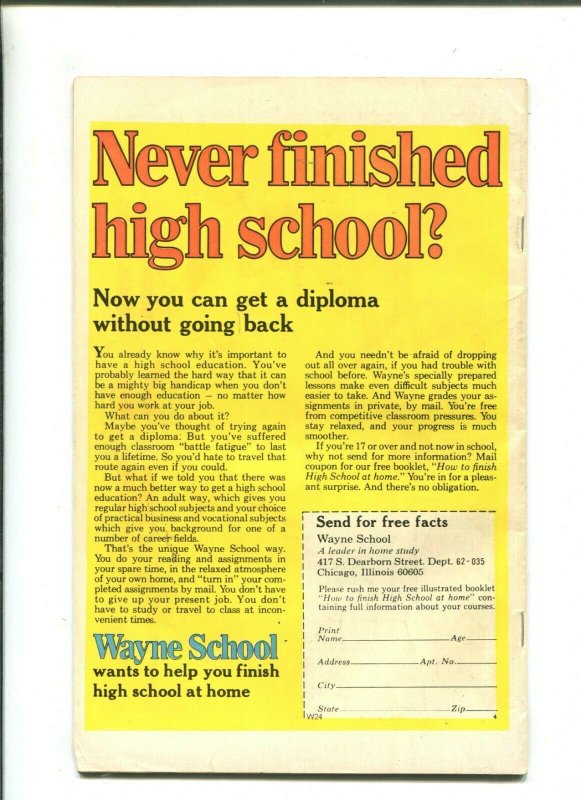 Never finished
high school?
Now you can get a diploma
without going back
You already know why it's important to
have a high school education. You've
probably learned the hard way that it can
be a mighty big handicap when you don't
have enough education — no matter how
hard you work at your job.
What can you do about it?
Maybe you've thought of trying again
to get a diploma. But you've suffered
enough classroom "battle fatigue" to last
you a lifetime. So you'd hate to travel that
route again even if you could.
But what if we told you that there was
now a much better way to get a high school
education? An adult way, which gives you
regular high school subjects and your choice
of practical business and vocational subjects
which give you background for one of a
number of career fields.
That's the unique Wayne School way.
You do your reading and assignments in
your spare time, in the relaxed atmosphere
of your own home, and "turn in" your com-
pleted assignments by mail. You don't have
to give up your present job. You don't
have to study or travel to class at incon-
venient times.
Wayne School
wants to help you finish
high school at home
And you needn't be afraid of dropping
out all over again, if you had trouble with
school before. Wayne's specially prepared
lessons make even difficult subjects much
easier to take. And Wayne grades your as-
signments in private, by mail. You're free
from competitive classroom pressures. You
stay relaxed, and your progress is much
smoother.
If you're 17 or over and not now in school,
why not send for more information? Mail
coupon for our free booklet, "How to finish
High School at home." You're in for a pleas-
ant surprise. And there's no obligation.
Send for free facts
Wayne School
A leader in home study
417 S. Dearborn Street. Dept. 62-035
Chicago, Illinois 60605
Please rush me your free illustrated booklet
"How to finish High School at home" con-
taining full information about your courses.
Print
Name Age
Address Apt. No.
City
State Zip
W24 4